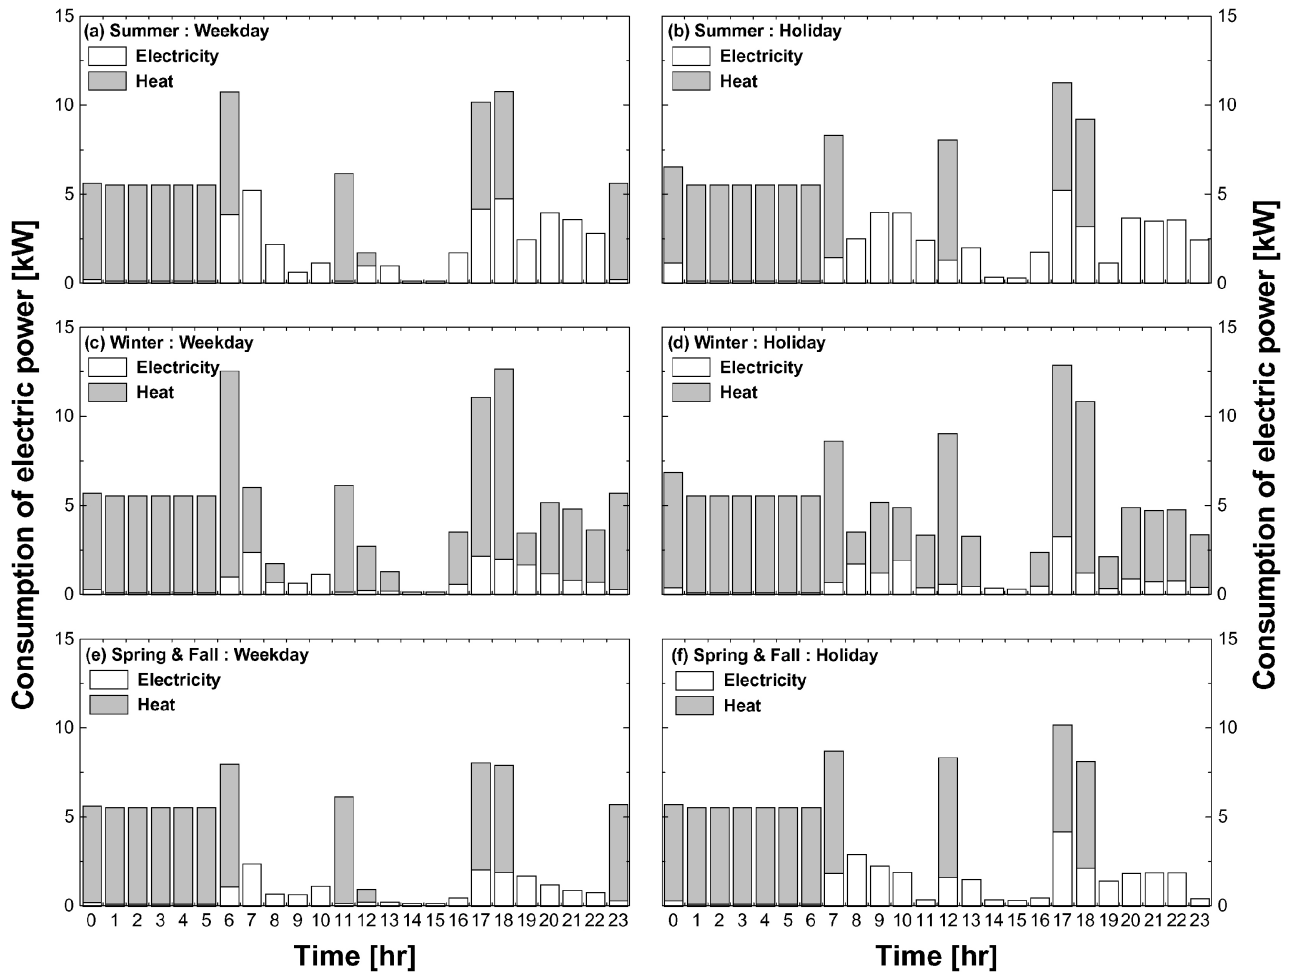 Consumption of electric power [kW]
15
(a) Summer : Weekday
Electricity
Heat
10
5
0
15
(b) Summer : Holiday
Electricity
Heat
10
5
0
15
(c) Winter : Weekday
Electricity
Heat
10
5
0
(d) Winter : Holiday
Electricity
Heat
15
10
5
0
15
(e) Spring & Fall : Weekday
Electricity
Heat
10
5
0
0 1 2 3 4 5 6 7 8 9 10 11 12 13 14 15 16 17 18 19 20 21 22 23
Time [hr]
(f) Spring & Fall : Holiday
Electricity
Heat
15
10
5
0
0 1 2 3 4 5 6 7 8 9 10 11 12 13 14 15 16 17 18 19 20 21 22 23
Time [hr]
Consumption of electric power [kW]